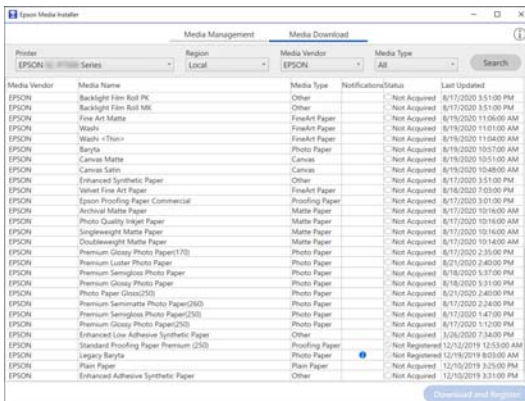 Epson Media Installer
Media Management Media Download
Printer Region Media Vendor Media Type
EPSON Series Local EPSON All Search
Media Vendor Media Name Media Type Notifications Status Last Updated
EPSON Backlight Film Roll PK Other Not Acquired 8/17/2020 3:51:00 PM
EPSON Backlight Film Roll MK Other Not Acquired 8/17/2020 3:51:00 PM
EPSON Fine Art Matte FineArt Paper Not Acquired 8/19/2020 11:06:00 AM
EPSON Washi FineArt Paper Not Acquired 8/19/2020 11:01:00 AM
EPSON Washi <Thin> FineArt Paper Not Acquired 8/19/2020 11:04:00 AM
EPSON Baryta Photo Paper Not Acquired 8/19/2020 10:57:00 AM
EPSON Canvas Matte Canvas Not Acquired 8/19/2020 10:51:00 AM
EPSON Canvas Satin Canvas Not Acquired 8/19/2020 10:48:00 AM
EPSON Enhanced Synthetic Paper Other Not Acquired 8/17/2020 3:51:00 PM
EPSON Velvet Fine Art Paper FineArt Paper Not Acquired 8/18/2020 7:03:00 PM
EPSON Epson Proofing Paper Commercial Proofing Paper Not Acquired 8/17/2020 3:01:00 PM
EPSON Archival Matte Paper Matte Paper Not Acquired 8/17/2020 10:16:00 AM
EPSON Photo Quality Inkjet Paper Matte Paper Not Acquired 8/17/2020 10:16:00 AM
EPSON Singleweight Matte Paper Matte Paper Not Acquired 8/17/2020 10:16:00 AM
EPSON Doubleweight Matte Paper Matte Paper Not Acquired 8/17/2020 10:14:00 AM
EPSON Premium Glossy Photo Paper(170) Photo Paper Not Acquired 8/17/2020 2:35:00 PM
EPSON Premium Luster Photo Paper Photo Paper Not Acquired 8/21/2020 2:40:00 PM
EPSON Premium Semigloss Photo Paper Photo Paper Not Acquired 8/18/2020 5:37:00 PM
EPSON Premium Glossy Photo Paper Photo Paper Not Acquired 8/18/2020 5:31:00 PM
EPSON Photo Paper Gloss(250) Photo Paper Not Acquired 8/21/2020 2:40:00 PM
EPSON Premium Semimatte Photo Paper(260) Photo Paper Not Acquired 8/17/2020 2:24:00 PM
EPSON Premium Semigloss Photo Paper(250) Photo Paper Not Acquired 8/17/2020 1:47:00 PM
EPSON Premium Glossy Photo Paper(250) Photo Paper Not Acquired 8/17/2020 1:12:00 PM
EPSON Enhanced Low Adhesive Synthetic Paper Other Not Acquired 3/26/2020 7:34:00 PM
EPSON Standard Proofing Paper Premium (250) Proofing Paper Not Registered 12/12/2019 12:53:00 AM
EPSON Legacy Baryta Photo Paper Not Registered 12/19/2019 8:03:00 AM
EPSON Plain Paper Plain Paper Not Acquired 12/10/2019 3:25:00 PM
EPSON Enhanced Adhesive Synthetic Paper Other Not Acquired 12/10/2019 3:31:00 PM
Download and Register